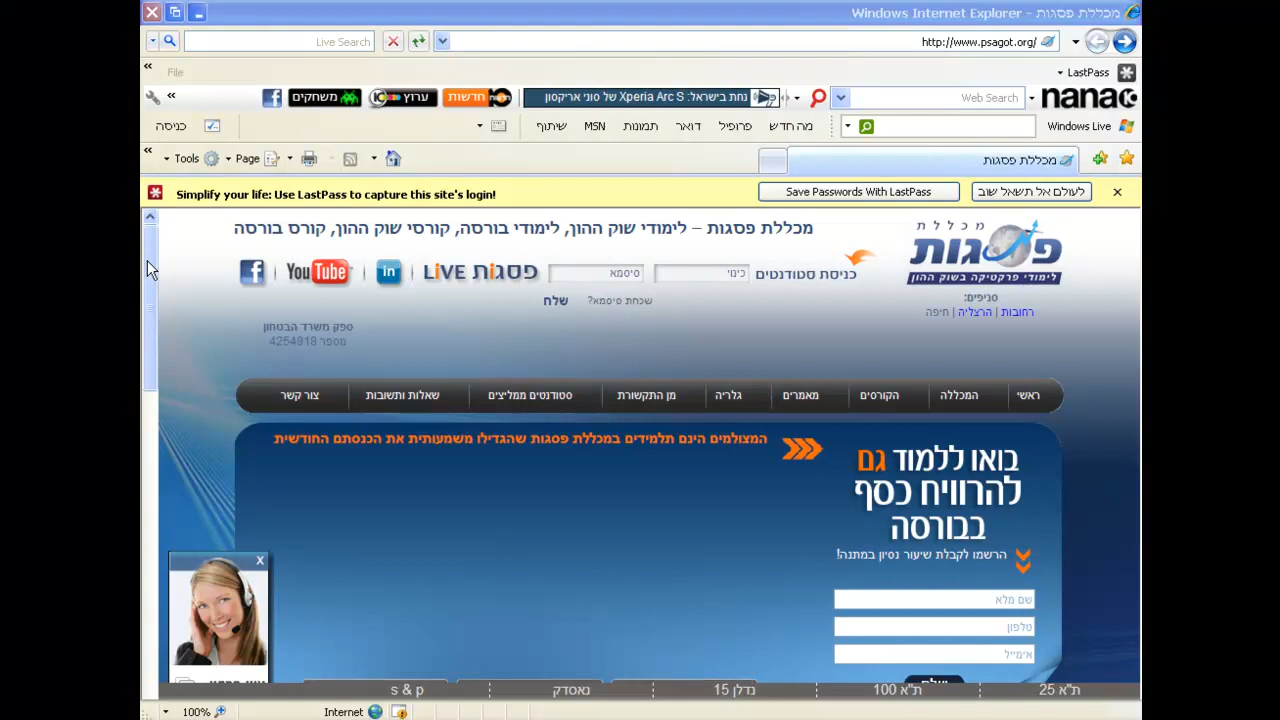 מכללת פסגות - Windows Internet Explorer
http://www.psagot.org/
Live Search
File
LastPass
nana
Web Search
נחת בישראל: Xperia Arc S של סוני אריקסון
חדשות
ערוץ
משחקים
Windows Live
מה חדש
פרופיל
דואר
תמונות
MSN
שיתוף
כניסה
מכללת פסגות
Page
Tools
Simplify your life: Use LastPass to capture this site's login!
Save Passwords With LastPass
לעולם אל תשאל שוב
מכללת
פסגות
לימודי פרקטיקה בשוק ההון
מכללת פסגות – לימודי שוק ההון, לימודי בורסה, קורסי שוק ההון, קורס בורסה
כניסת סטודנטים
כינוי
סיסמא
פסגות LiVE
in
YouTube
f
שכחת סיסמא?
שלח
סניפים:
רחובות | הרצליה | חיפה
ספק משרד הבטחון
מספר 4254918
ראשי
המכללה
הקורסים
מאמרים
גלריה
מן התקשורת
סטודנטים ממליצים
שאלות ותשובות
צור קשר
המצולמים הינם תלמידים במכללת פסגות שהגדילו משמעותית את הכנסתם החודשית
בואו ללמוד גם
להרוויח כסף
בבורסה
הרשמו לקבלת שיעור נסיון במתנה!
שם מלא
טלפון
אימייל
X
ת"א 25
ת"א 100
נדלן 15
נאסדק
s & p
Internet
100%